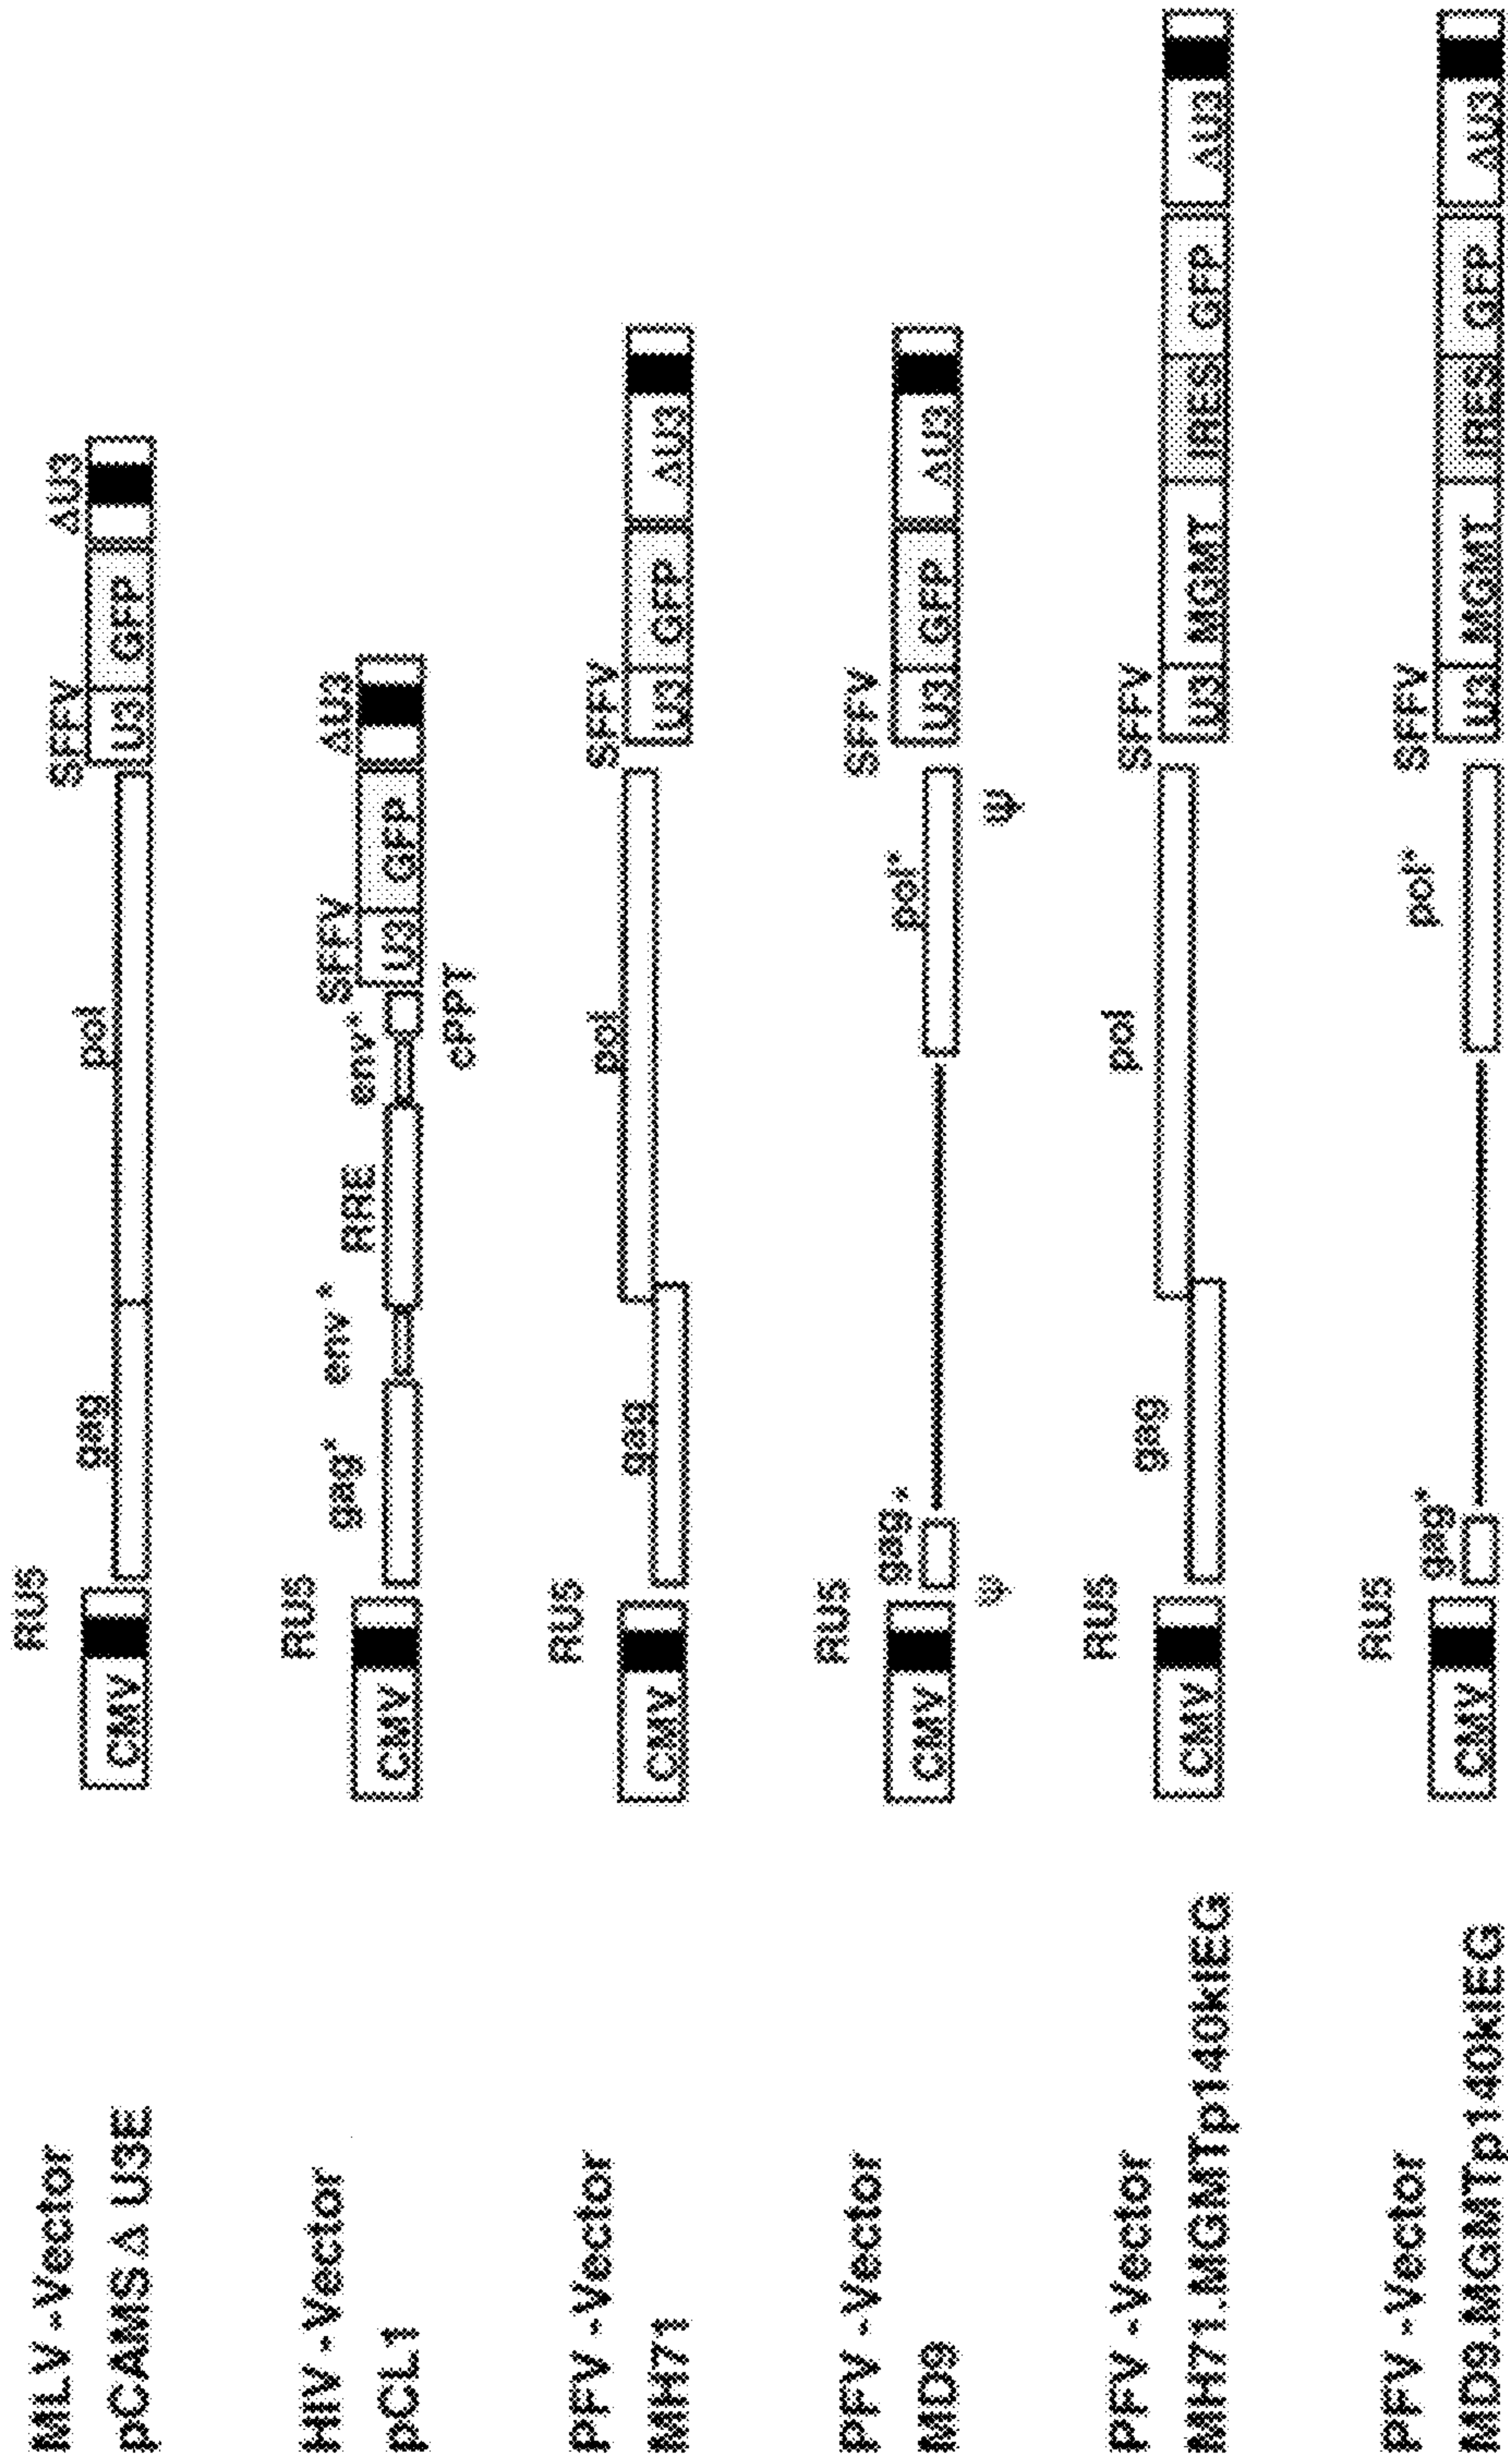 MLV -Vector
pCAMS Δ U3E
RU5
gag
pol
SFFV
ΔU3
CMV
U3
GFP
HIV -Vector
pCL1
RU5
gag*
env*
RRE
env*
SFFV
ΔU3
CMV
U3
GFP
cPPT
PFV -Vector
MH71
RU5
gag
pol
SFFV
CMV
U3
GFP
ΔU3
PFV -Vector
MD9
RU5
gag*
pol*
SFFV
CMV
U3
GFP
ΔU3
Ψ
Ψ
PFV -Vector
MH71.MGMTp140kIEG
RU5
gag
pol
SFFV
CMV
U3
MGMT
IRES
GFP
ΔU3
PFV -Vector
MD9.MGMTp140kIEG
RU5
gag*
pol*
SFFV
CMV
U3
MGMT
IRES
GFP
ΔU3